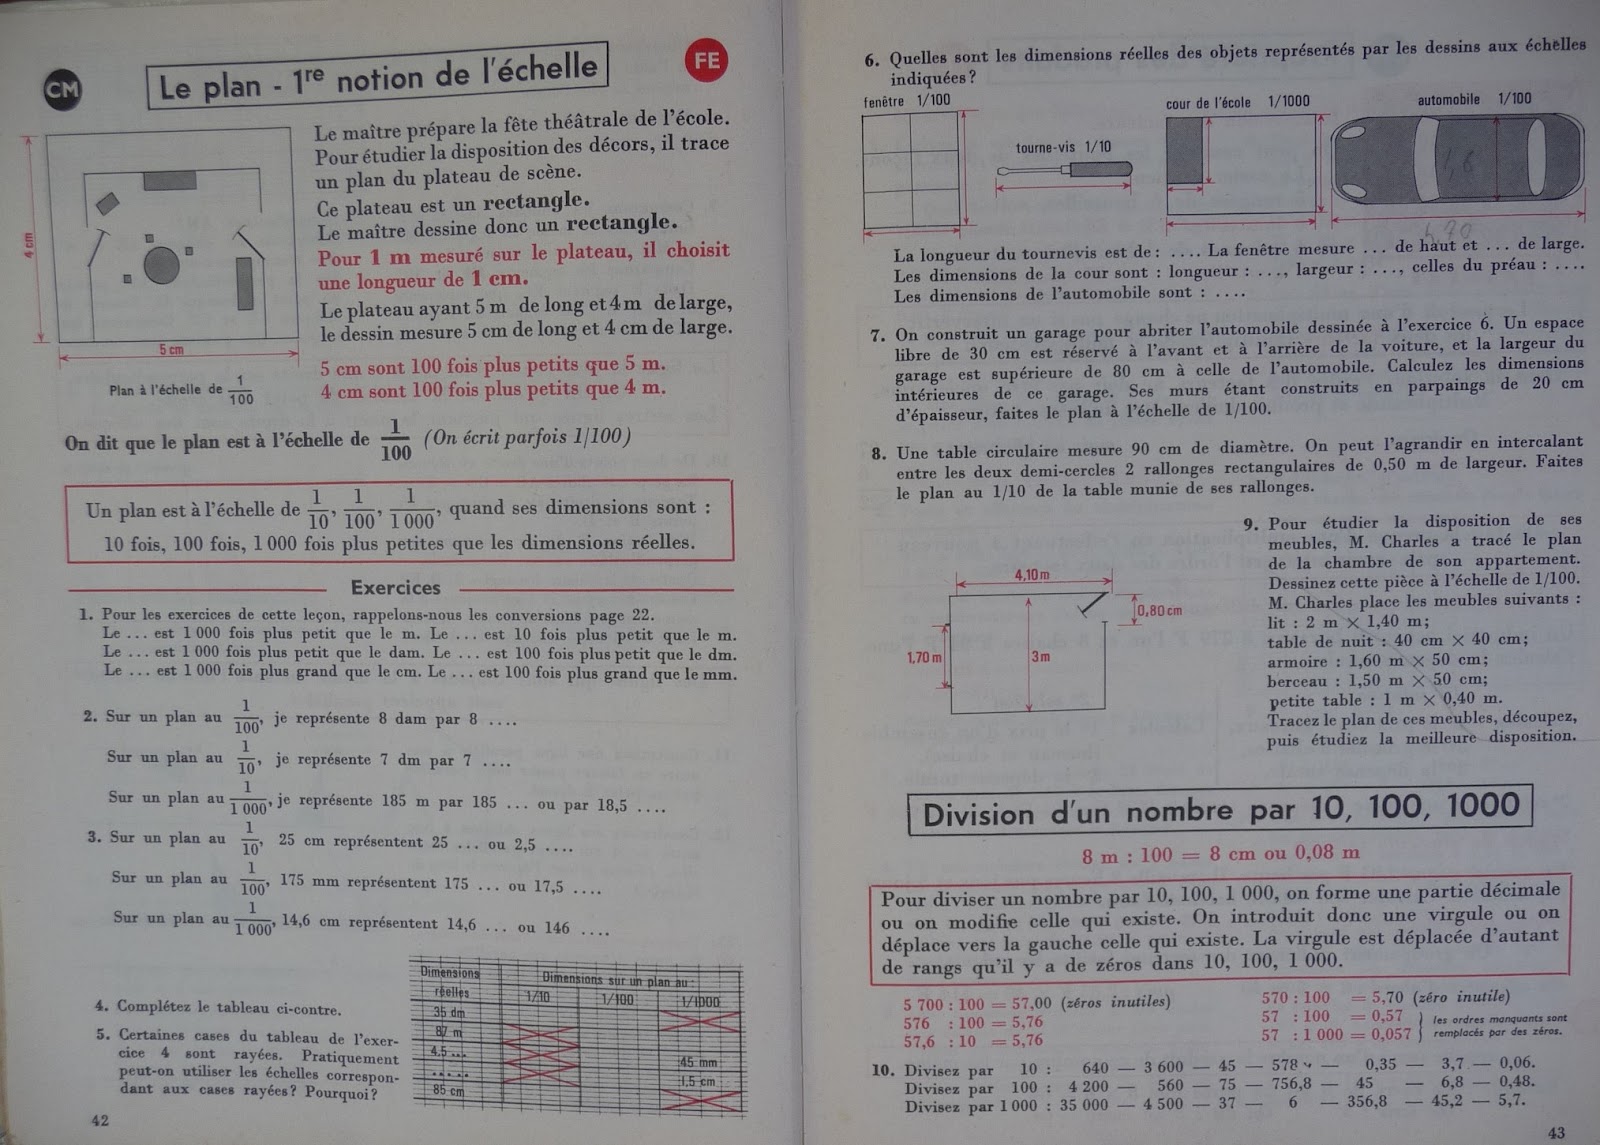 CM
Le plan - 1re notion de l'échelle
FE
4 cm
5 cm
Plan à l'échelle de 1/100
Le maître prépare la fête théâtrale de l'école.
Pour étudier la disposition des décors, il trace
un plan du plateau de scène.
Ce plateau est un rectangle.
Le maître dessine donc un rectangle.
Pour 1 m mesuré sur le plateau, il choisit
une longueur de 1 cm.
Le plateau ayant 5 m de long et 4 m de large,
le dessin mesure 5 cm de long et 4 cm de large.
5 cm sont 100 fois plus petits que 5 m.
4 cm sont 100 fois plus petits que 4 m.
On dit que le plan est à l'échelle de 1/100 (On écrit parfois 1/100)
Un plan est à l'échelle de 1/10, 1/100, 1/1 000, quand ses dimensions sont :
10 fois, 100 fois, 1 000 fois plus petites que les dimensions réelles.
Exercices
1. Pour les exercices de cette leçon, rappelons-nous les conversions page 22.
Le ... est 1 000 fois plus petit que le m. Le ... est 10 fois plus petit que le m.
Le ... est 1 000 fois plus petit que le dam. Le ... est 100 fois plus petit que le dm.
Le ... est 1 000 fois plus grand que le cm. Le ... est 100 fois plus grand que le mm.
2. Sur un plan au 1/100, je représente 8 dam par 8 ....
Sur un plan au 1/10, je représente 7 dm par 7 ....
Sur un plan au 1/1 000, je représente 185 m par 185 ... ou par 18,5 ....
3. Sur un plan au 1/10, 25 cm représentent 25 ... ou 2,5 ....
Sur un plan au 1/100, 175 mm représentent 175 ... ou 17,5 ....
Sur un plan au 1/1 000, 14,6 cm représentent 14,6 ... ou 146 ....
4. Complétez le tableau ci-contre.
5. Certaines cases du tableau de l'exer-
cice 4 sont rayées. Pratiquement
peut-on utiliser les échelles correspon-
dant aux cases rayées? Pourquoi?
Dimensions réelles
Dimensions sur un plan au :
1/10 1/100 1/1000
35 dm
87 m
4,5 ...
..... 45 mm
1,5 cm
85 cm
42
6. Quelles sont les dimensions réelles des objets représentés par les dessins aux échelles
indiquées?
fenêtre 1/100
tourne-vis 1/10
cour de l'école 1/1000
automobile 1/100
1,6
4,70
La longueur du tournevis est de : .... La fenêtre mesure ... de haut et ... de large.
Les dimensions de la cour sont : longueur : ..., largeur : ..., celles du préau : ....
Les dimensions de l'automobile sont : ....
7. On construit un garage pour abriter l'automobile dessinée à l'exercice 6. Un espace
libre de 30 cm est réservé à l'avant et à l'arrière de la voiture, et la largeur du
garage est supérieure de 80 cm à celle de l'automobile. Calculez les dimensions
intérieures de ce garage. Ses murs étant construits en parpaings de 20 cm
d'épaisseur, faites le plan à l'échelle de 1/100.
8. Une table circulaire mesure 90 cm de diamètre. On peut l'agrandir en intercalant
entre les deux demi-cercles 2 rallonges rectangulaires de 0,50 m de largeur. Faites
le plan au 1/10 de la table munie de ses rallonges.
4,10 m
0,80 cm
1,70 m
3 m
9. Pour étudier la disposition de ses
meubles, M. Charles a tracé le plan
de la chambre de son appartement.
Dessinez cette pièce à l'échelle de 1/100.
M. Charles place les meubles suivants :
lit : 2 m × 1,40 m;
table de nuit : 40 cm × 40 cm;
armoire : 1,60 m × 50 cm;
berceau : 1,50 m × 50 cm;
petite table : 1 m × 0,40 m.
Tracez le plan de ces meubles, découpez,
puis étudiez la meilleure disposition.
Division d'un nombre par 10, 100, 1000
8 m : 100 = 8 cm ou 0,08 m
Pour diviser un nombre par 10, 100, 1 000, on forme une partie décimale
ou on modifie celle qui existe. On introduit donc une virgule ou on
déplace vers la gauche celle qui existe. La virgule est déplacée d'autant
de rangs qu'il y a de zéros dans 10, 100, 1 000.
5 700 : 100 = 57,00 (zéros inutiles)
576 : 100 = 5,76
57,6 : 10 = 5,76
570 : 100 = 5,70 (zéro inutile)
57 : 100 = 0,57
57 : 1 000 = 0,057
les ordres manquants sont
remplacés par des zéros.
10. Divisez par 10 : 640 — 3 600 — 45 — 578 — 0,35 — 3,7 — 0,06.
Divisez par 100 : 4 200 — 560 — 75 — 756,8 — 45 — 6,8 — 0,48.
Divisez par 1 000 : 35 000 — 4 500 — 37 — 6 — 356,8 — 45,2 — 5,7.
43